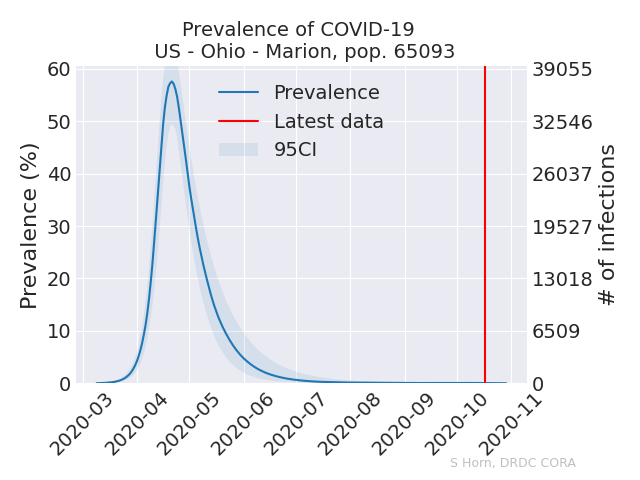 Prevalence of COVID-19
US - Ohio - Marion, pop. 65093
Prevalence (%)
60
50
40
30
20
10
0
Prevalence
Latest data
95CI
39055
32546
26037
19527
13018
6509
0
# of infections
2020-03
2020-04
2020-05
2020-06
2020-07
2020-08
2020-09
2020-10
2020-11
S Horn, DRDC CORA